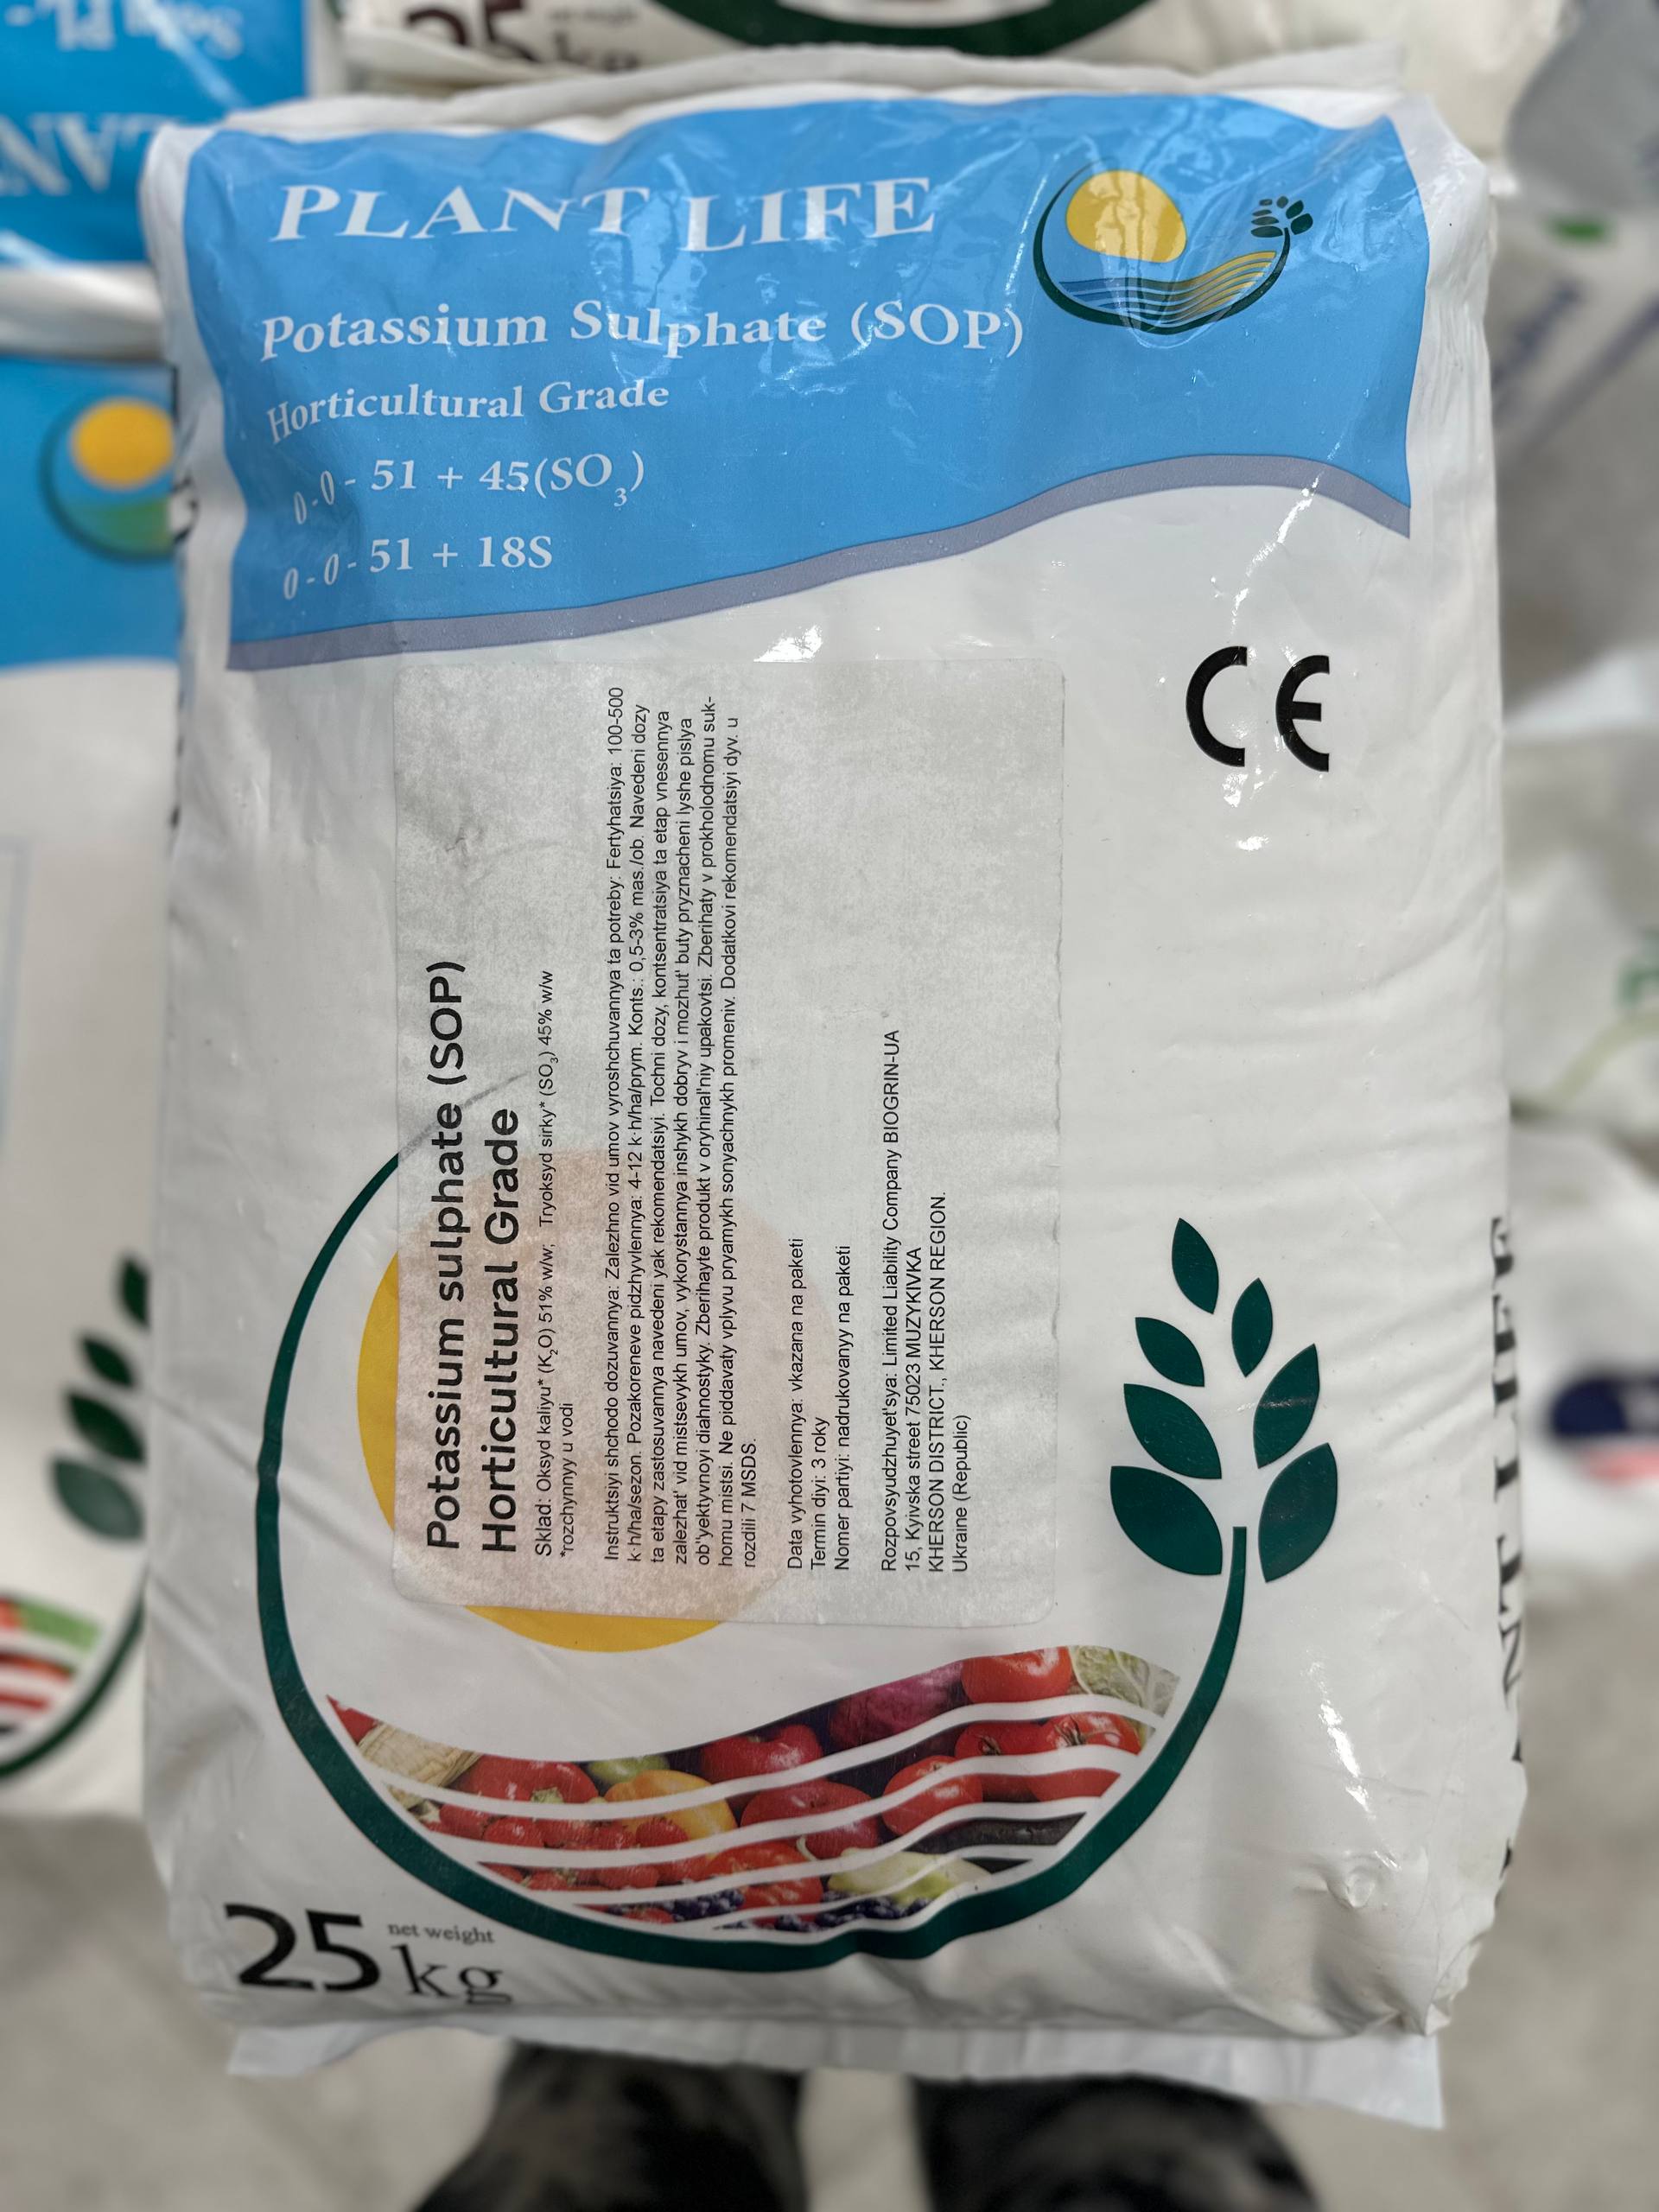 25
PLANT LIFE
Potassium Sulphate (SOP)
Horticultural Grade
0-0- 51 + 45(SO₃)
0-0-51 + 18S
CE
Potassium sulphate (SOP)
Horticultural Grade
Sklad: Oksyd kaliyu* (K₂O) 51% w/w; Tryoksyd sirky* (SO₃) 45% w/w
*rozchynnyy u vodi
Instruktsiyi shchodo dozuvannya: Zalezhno vid umov vyroshchuvannya ta potreby: Fertyhatsiya: 100-500
k·h/ha/sezon. Pozakoreneve pidzhyvlennya: 4-12 k·h/ha/prym. Konts.: 0,5-3% mas./ob. Navedeni dozy
ta etapy zastosuvannya navedeni yak rekomendatsiyi. Tochni dozy, kontsentratsiya ta etap vnesennya
zalezhat' vid mistsevykh umov, vykorystannya inshykh dobryv i mozhut' buty pryznacheni lyshe pislya
ob'yektyvnoyi diahnostyky. Zberihayte produkt v oryhinal'niy upakovtsi. Zberihaty v prokholodnomu suk-
homu mistsi. Ne piddavaty vplyvu pryamykh sonyachnykh promeniv. Dodatkovi rekomendatsiyi dyv. u
rozdili 7 MSDS.
Data vyhotovlennya: vkazana na paketi
Termin diyi: 3 roky
Nomer partiyi: nadrukovanyy na paketi
Rozpovsyudzhuyet'sya: Limited Liability Company BIOGRIN-UA
15, Kyivska street 75023 MUZYKIVKA
KHERSON DISTRICT., KHERSON REGION.
Ukraine (Republic)
25 kg
net weight